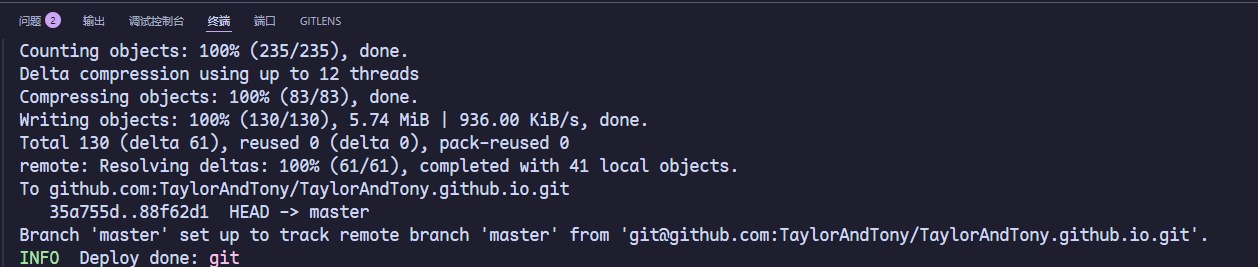 问题 2 输出 调试控制台 终端 端口 GITLENS
Counting objects: 100% (235/235), done.
Delta compression using up to 12 threads
Compressing objects: 100% (83/83), done.
Writing objects: 100% (130/130), 5.74 MiB | 936.00 KiB/s, done.
Total 130 (delta 61), reused 0 (delta 0), pack-reused 0
remote: Resolving deltas: 100% (61/61), completed with 41 local objects.
To github.com:TaylorAndTony/TaylorAndTony.github.io.git
   35a755d..88f62d1  HEAD -> master
Branch 'master' set up to track remote branch 'master' from 'git@github.com:TaylorAndTony/TaylorAndTony.github.io.git'.
INFO  Deploy done: git